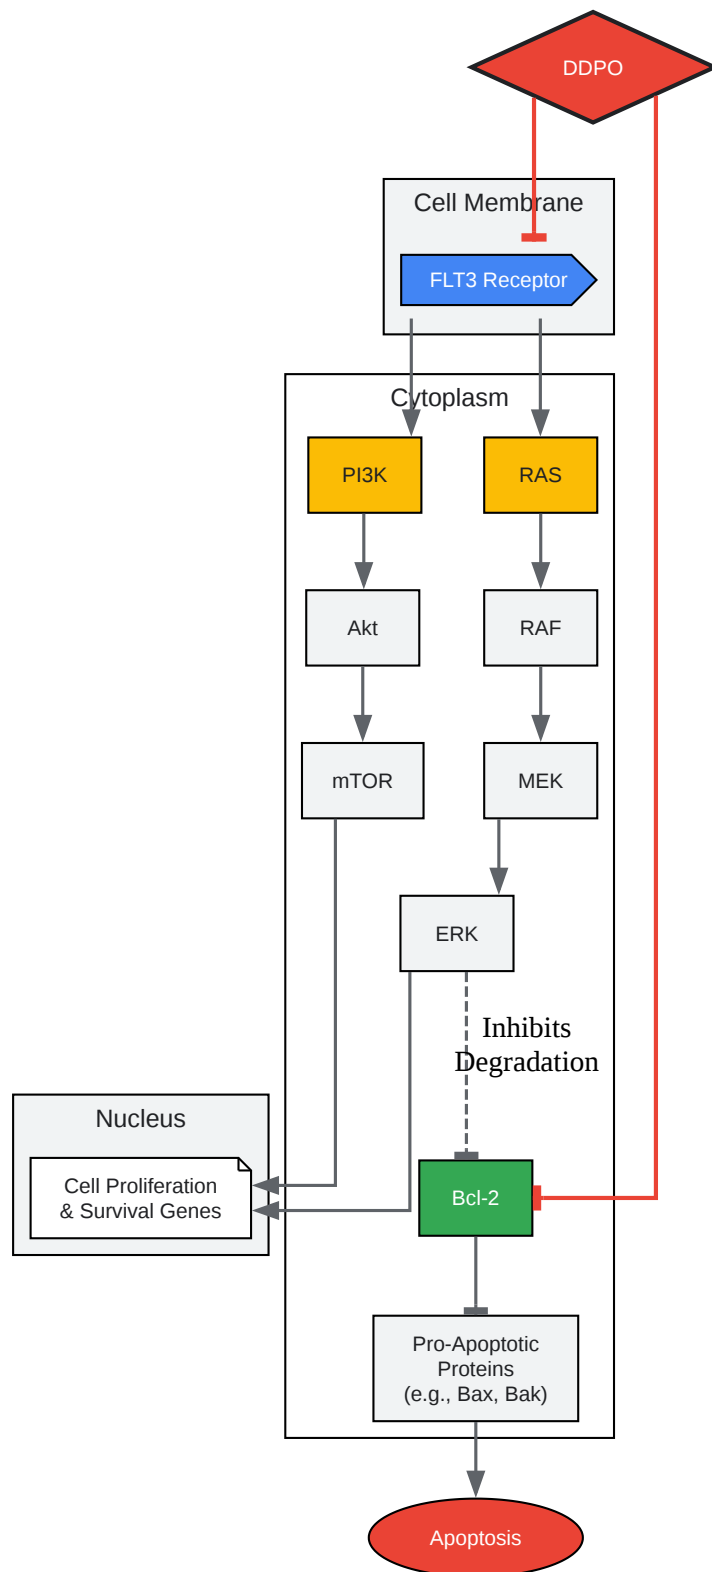 DDPO
Cell Membrane
FLT3 Receptor
Cytoplasm
PI3K
RAS
Akt
RAF
mTOR
MEK
ERK
Inhibits
Degradation
Nucleus
Cell Proliferation
& Survival Genes
Bcl-2
Pro-Apoptotic
Proteins
(e.g., Bax, Bak)
Apoptosis